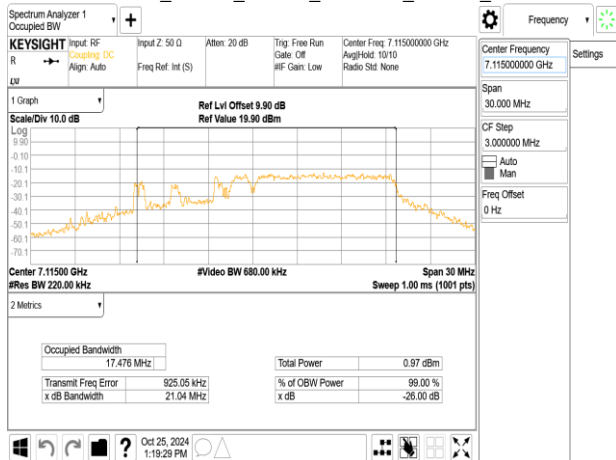 Spectrum Analyzer 1
Occupied BW
+
Frequency
KEYSIGHT
R
Input: RF
Coupling: DC
Align: Auto
Input Z: 50 Ω
Freq Ref: Int (S)
Atten: 20 dB
Trig: Free Run
Gate: Off
#IF Gain: Low
Center Freq: 7.115000000 GHz
Avg|Hold: 10/10
Radio Std: None
1 Graph
Scale/Div 10.0 dB
Ref Lvl Offset 9.90 dB
Ref Value 19.90 dBm
Log
9.90
-0.10
-10.1
-20.1
-30.1
-40.1
-50.1
-60.1
-70.1
Center 7.11500 GHz
#Res BW 220.00 kHz
#Video BW 680.00 kHz
Span 30 MHz
Sweep 1.00 ms (1001 pts)
2 Metrics
Occupied Bandwidth
17.476 MHz
Transmit Freq Error 925.05 kHz
x dB Bandwidth 21.04 MHz
Total Power 0.97 dBm
% of OBW Power 99.00 %
x dB -26.00 dB
Center Frequency
7.115000000 GHz
Span
30.000 MHz
CF Step
3.000000 MHz
Auto
Man
Freq Offset
0 Hz
Settings
?
Oct 25, 2024
1:19:29 PM